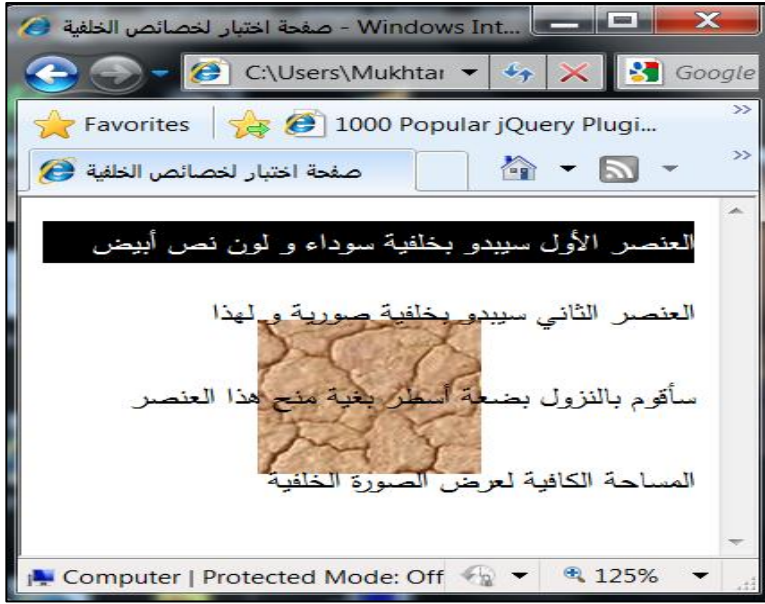 صفحة اختبار لخصائص الخلفية - Windows Int...
C:\Users\Mukhtar
Google
Favorites
1000 Popular jQuery Plugi...
صفحة اختبار لخصائص الخلفية
العنصر الأول سيبدو بخلفية سوداء و لون نص أبيض
العنصر الثاني سيبدو بخلفية صورية و لهذا
سأقوم بالنزول بضعة أسطر بغية منح هذا العنصر
المساحة الكافية لعرض الصورة الخلفية
Computer | Protected Mode: Off
125%